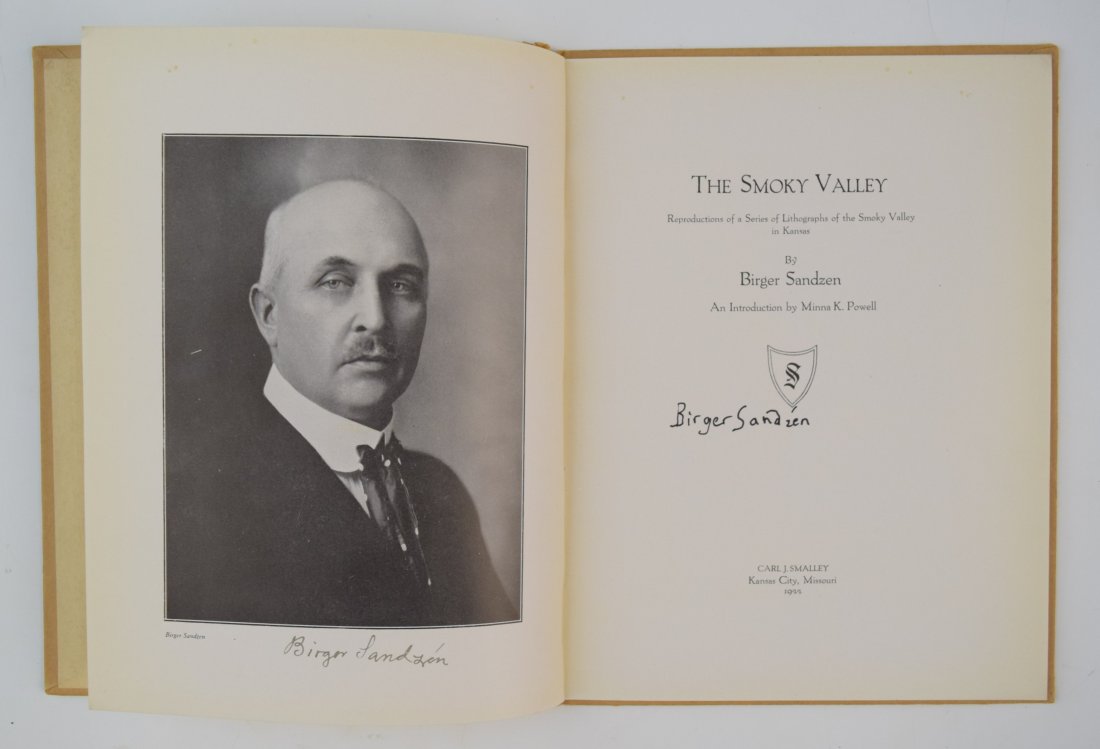 Birger Sandzen
Birger Sandzén
THE SMOKY VALLEY
Reproductions of a Series of Lithographs of the Smoky Valley
in Kansas
By
Birger Sandzen
An Introduction by Minna K. Powell
S
Birger Sandzén
CARL J. SMALLEY
Kansas City, Missouri
1925